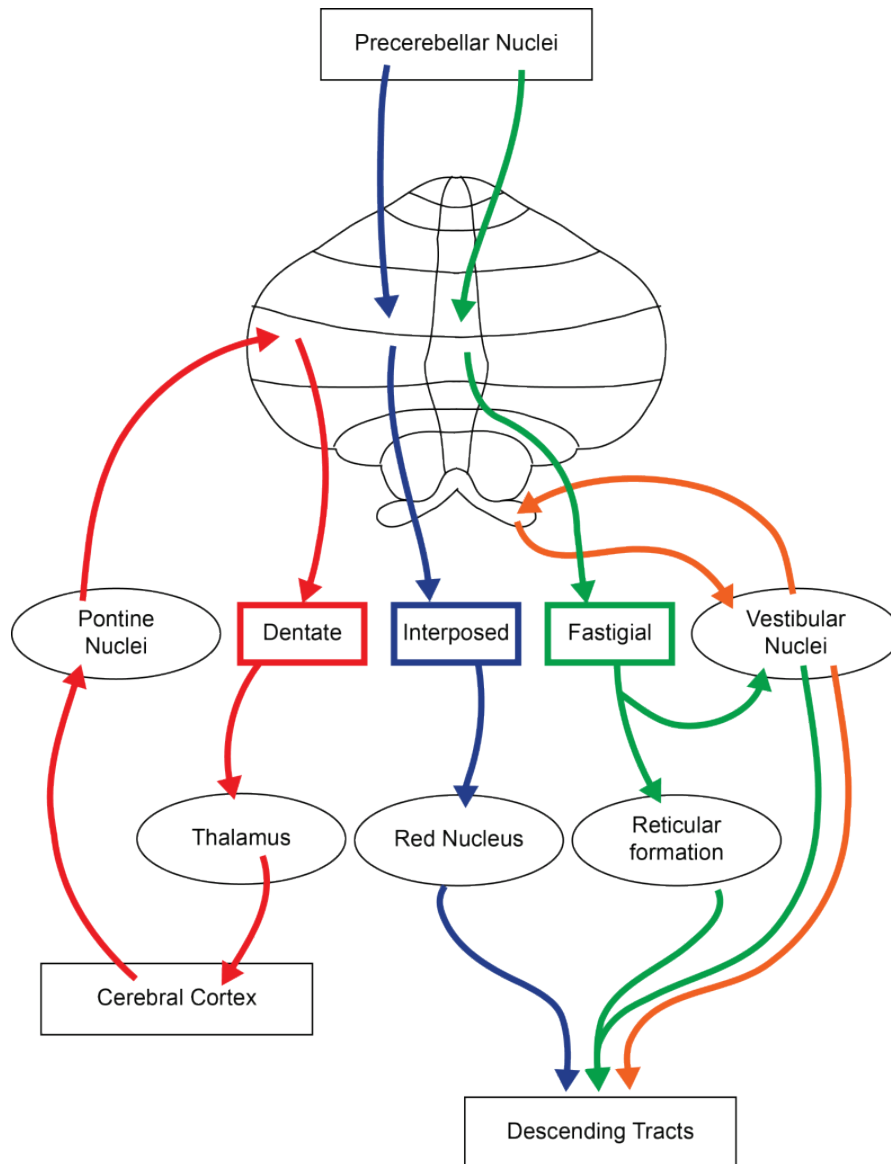 Precerebellar Nuclei
Pontine
Nuclei
Dentate
Interposed
Fastigial
Vestibular
Nuclei
Thalamus
Red Nucleus
Reticular
formation
Cerebral Cortex
Descending Tracts